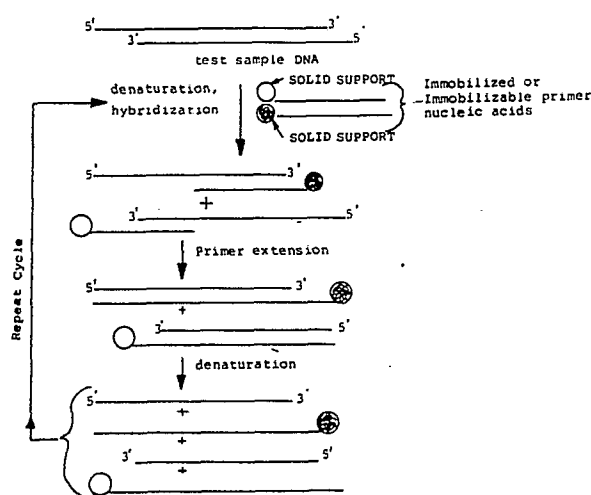 5' 3'
3' 5'
test sample DNA
denaturation,
hybridization
SOLID SUPPORT
SOLID SUPPORT
Immobilized or
Immobilizable primer
nucleic acids
5' 3'
+
3' 5'
Primer extension
5' 3'
+
3' 5'
denaturation
5' 3'
+
+
3' 5'
+
Repeat Cycle